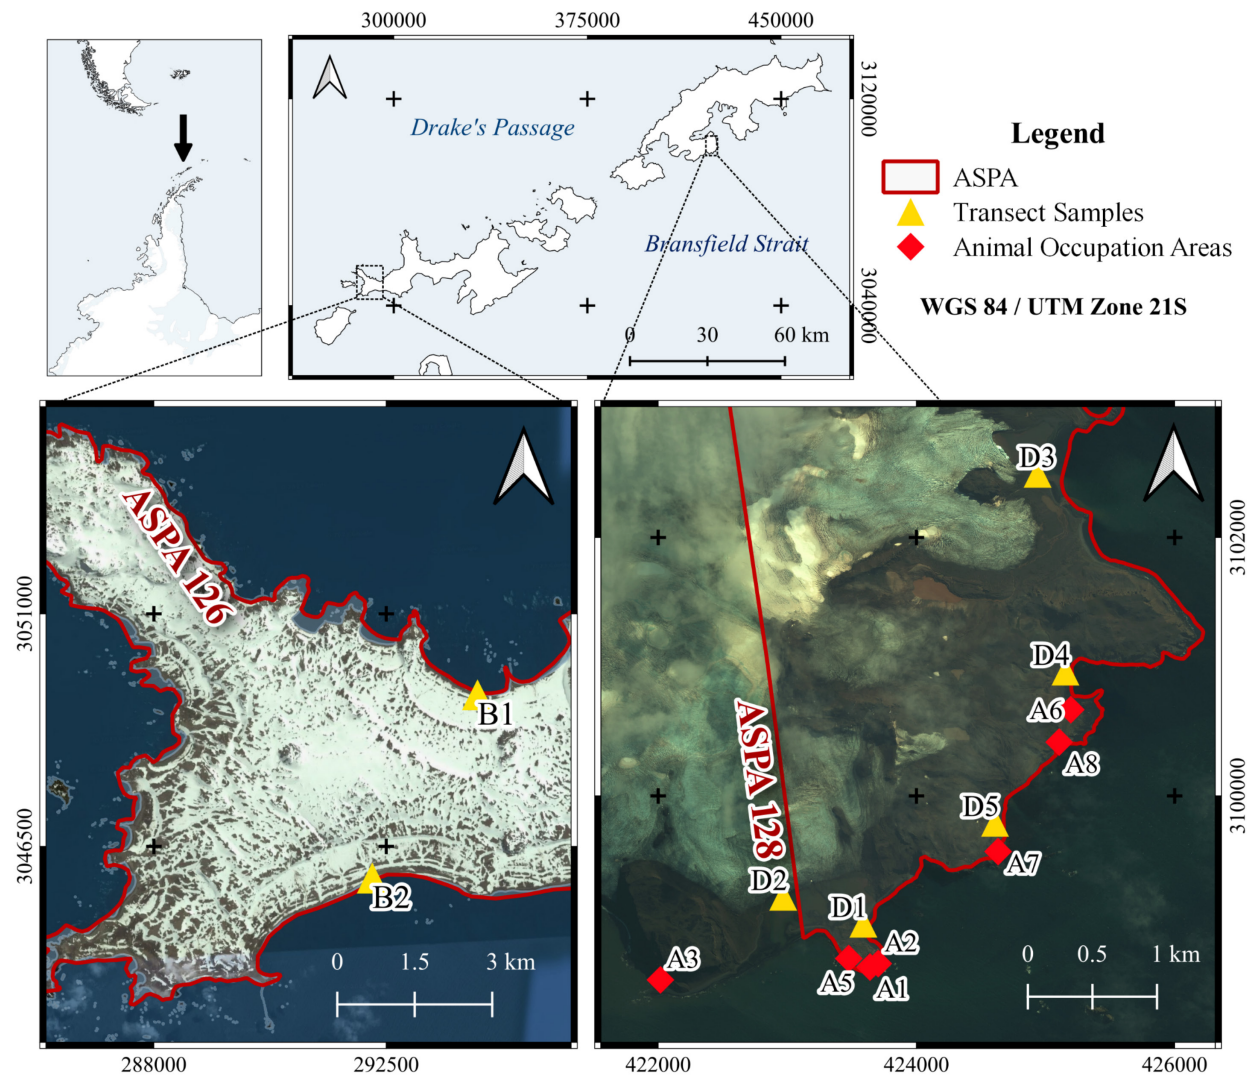 300000
375000
450000
3120000
3040000
Drake's Passage
Bransfield Strait
0
30
60 km
Legend
ASPA
Transect Samples
Animal Occupation Areas
WGS 84 / UTM Zone 21S
ASPA 126
B1
B2
0
1.5
3 km
3051000
3046500
288000
292500
D3
D4
A6
A8
D5
A7
ASPA 128
D2
D1
A2
A3
A5
A1
0
0.5
1 km
3102000
3100000
422000
424000
426000